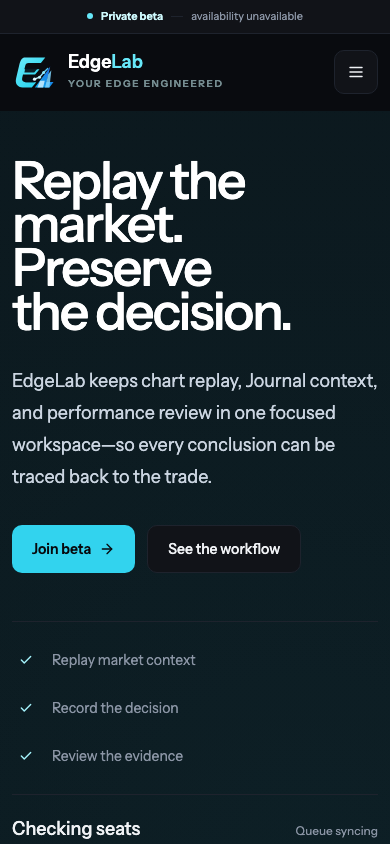 Private beta — availability unavailable
EdgeLab
YOUR EDGE ENGINEERED
Replay the
market.
Preserve
the decision.
EdgeLab keeps chart replay, Journal context,
and performance review in one focused
workspace—so every conclusion can be
traced back to the trade.
Join beta → See the workflow
Replay market context
Record the decision
Review the evidence
Checking seats Queue syncing